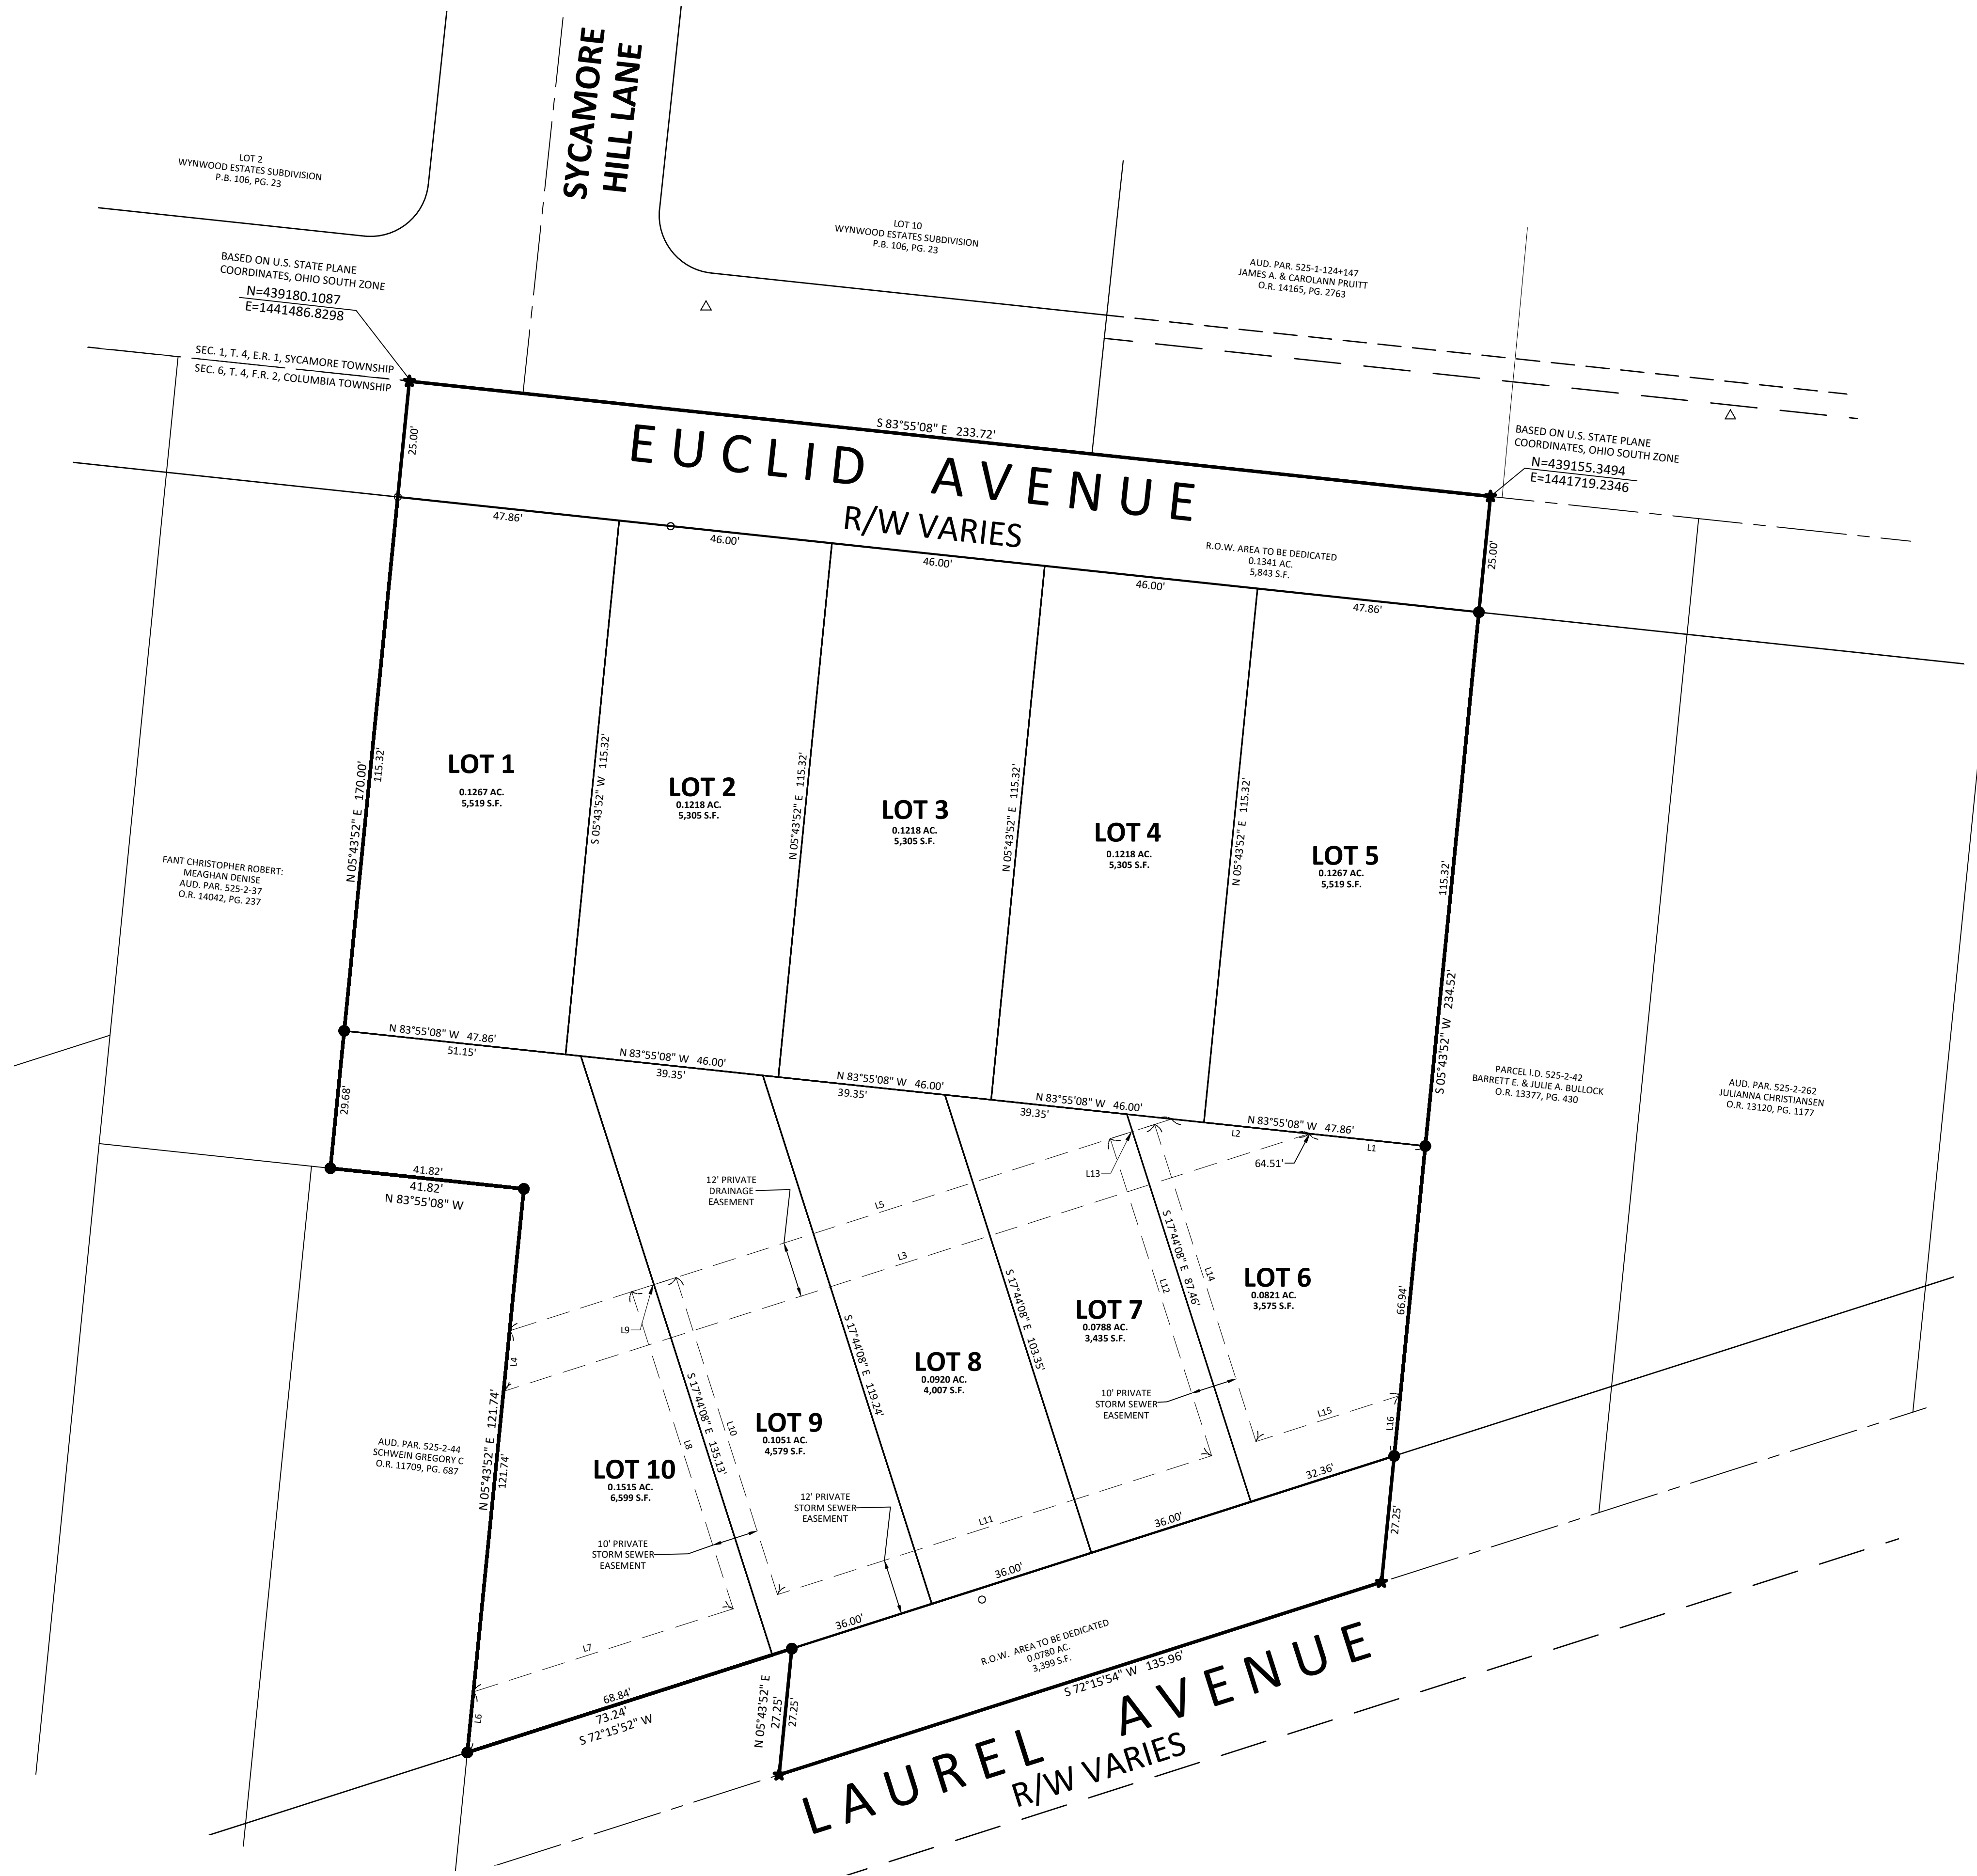 SYCAMORE
HILL LANE
LOT 2
WYNWOOD ESTATES SUBDIVISION
P.B. 106, PG. 23
LOT 10
WYNWOOD ESTATES SUBDIVISION
P.B. 106, PG. 23
AUD. PAR. 525-1-124+147
JAMES A. & CAROLANN PRUITT
O.R. 14165, PG. 2763
BASED ON U.S. STATE PLANE
COORDINATES, OHIO SOUTH ZONE
N=439180.1087
E=1441486.8298
SEC. 1, T. 4, E.R. 1, SYCAMORE TOWNSHIP
SEC. 6, T. 4, F.R. 2, COLUMBIA TOWNSHIP
BASED ON U.S. STATE PLANE
COORDINATES, OHIO SOUTH ZONE
N=439155.3494
E=1441719.2346
S 83°55'08" E 233.72'
EUCLID AVENUE
R/W VARIES
25.00'
25.00'
R.O.W. AREA TO BE DEDICATED
0.1341 AC.
5,843 S.F.
47.86'
46.00'
46.00'
46.00'
47.86'
N 05°43'52" E 170.00'
115.32'
LOT 1
0.1267 AC.
5,519 S.F.
S 05°43'52" W 115.32'
LOT 2
0.1218 AC.
5,305 S.F.
N 05°43'52" E 115.32'
LOT 3
0.1218 AC.
5,305 S.F.
N 05°43'52" E 115.32'
LOT 4
0.1218 AC.
5,305 S.F.
N 05°43'52" E 115.32'
LOT 5
0.1267 AC.
5,519 S.F.
115.32'
S 05°43'52" W 234.52'
FANT CHRISTOPHER ROBERT:
MEAGHAN DENISE
AUD. PAR. 525-2-37
O.R. 14042, PG. 237
PARCEL I.D. 525-2-42
BARRETT E. & JULIE A. BULLOCK
O.R. 13377, PG. 430
AUD. PAR. 525-2-262
JULIANNA CHRISTIANSEN
O.R. 13120, PG. 1177
N 83°55'08" W 47.86'
51.15'
N 83°55'08" W 46.00'
39.35'
N 83°55'08" W 46.00'
39.35'
N 83°55'08" W 46.00'
39.35'
N 83°55'08" W 47.86'
L2
L1
64.51'
29.68'
41.82'
41.82'
N 83°55'08" W
12' PRIVATE
DRAINAGE
EASEMENT
L5
L3
L13
L12
L14
S 17°44'08" E 87.46'
LOT 6
0.0821 AC.
3,575 S.F.
66.94'
LOT 7
0.0788 AC.
3,435 S.F.
S 17°44'08" E 103.35'
LOT 8
0.0920 AC.
4,007 S.F.
S 17°44'08" E 119.24'
LOT 9
0.1051 AC.
4,579 S.F.
S 17°44'08" E 135.13'
LOT 10
0.1515 AC.
6,599 S.F.
L9
L4
L8
L10
10' PRIVATE
STORM SEWER
EASEMENT
L15
L16
AUD. PAR. 525-2-44
SCHWEIN GREGORY C
O.R. 11709, PG. 687
N 05°43'52" E 121.74'
121.74'
12' PRIVATE
STORM SEWER
EASEMENT
10' PRIVATE
STORM SEWER
EASEMENT
L11
L7
L6
32.36'
36.00'
36.00'
36.00'
27.25'
68.84'
73.24'
S 72°15'52" W
N 05°43'52" E
27.25'
27.25'
R.O.W. AREA TO BE DEDICATED
0.0780 AC.
3,399 S.F.
S 72°15'54" W 135.96'
LAUREL AVENUE
R/W VARIES